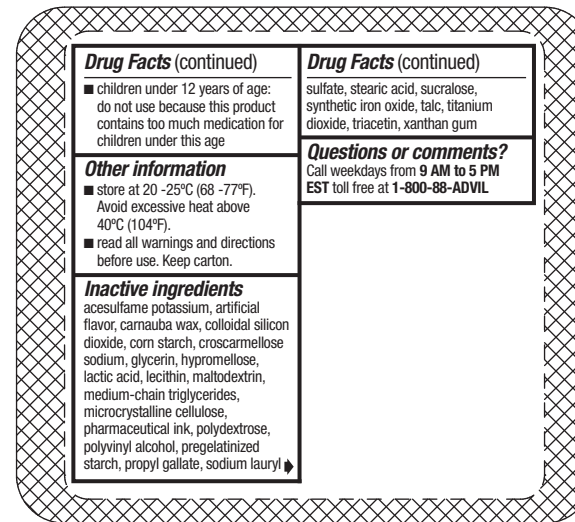 Drug Facts (continued)
■ children under 12 years of age:
do not use because this product
contains too much medication for
children under this age
Other information
■ store at 20 -25ºC (68 -77ºF).
Avoid excessive heat above
40ºC (104ºF).
■ read all warnings and directions
before use. Keep carton.
Inactive ingredients
acesulfame potassium, artificial
flavor, carnauba wax, colloidal silicon
dioxide, corn starch, croscarmellose
sodium, glycerin, hypromellose,
lactic acid, lecithin, maltodextrin,
medium-chain triglycerides,
microcrystalline cellulose,
pharmaceutical ink, polydextrose,
polyvinyl alcohol, pregelatinized
starch, propyl gallate, sodium lauryl
Drug Facts (continued)
sulfate, stearic acid, sucralose,
synthetic iron oxide, talc, titanium
dioxide, triacetin, xanthan gum
Questions or comments?
Call weekdays from 9 AM to 5 PM
EST toll free at 1-800-88-ADVIL